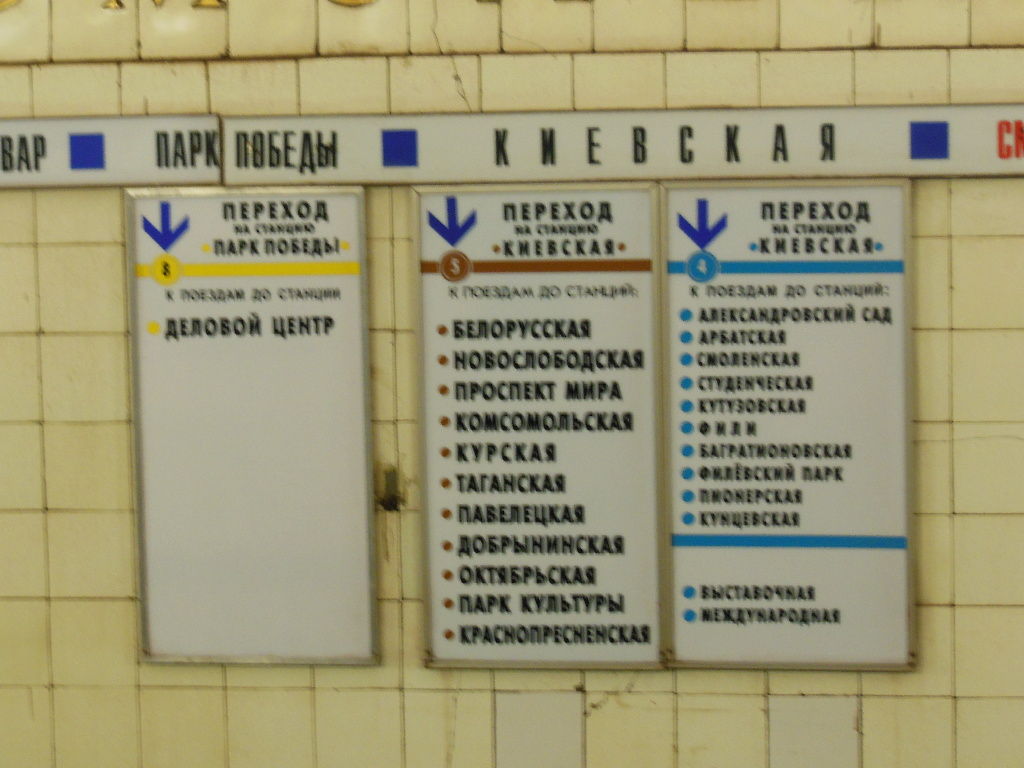 ВАР ПАРК ПОБЕДЫ КИЕВСКАЯ
ПЕРЕХОД
НА СТАНЦИЮ
ПАРК ПОБЕДЫ
8
К ПОЕЗДАМ ДО СТАНЦИИ
ДЕЛОВОЙ ЦЕНТР
ПЕРЕХОД
НА СТАНЦИЮ
КИЕВСКАЯ
5
К ПОЕЗДАМ ДО СТАНЦИЙ:
БЕЛОРУССКАЯ
НОВОСЛОБОДСКАЯ
ПРОСПЕКТ МИРА
КОМСОМОЛЬСКАЯ
КУРСКАЯ
ТАГАНСКАЯ
ПАВЕЛЕЦКАЯ
ДОБРЫНИНСКАЯ
ОКТЯБРЬСКАЯ
ПАРК КУЛЬТУРЫ
КРАСНОПРЕСНЕНСКАЯ
ПЕРЕХОД
НА СТАНЦИЮ
КИЕВСКАЯ
4
К ПОЕЗДАМ ДО СТАНЦИЙ:
АЛЕКСАНДРОВСКИЙ САД
АРБАТСКАЯ
СМОЛЕНСКАЯ
СТУДЕНЧЕСКАЯ
КУТУЗОВСКАЯ
ФИЛИ
БАГРАТИОНОВСКАЯ
ФИЛЁВСКИЙ ПАРК
ПИОНЕРСКАЯ
КУНЦЕВСКАЯ
ВЫСТАВОЧНАЯ
МЕЖДУНАРОДНАЯ